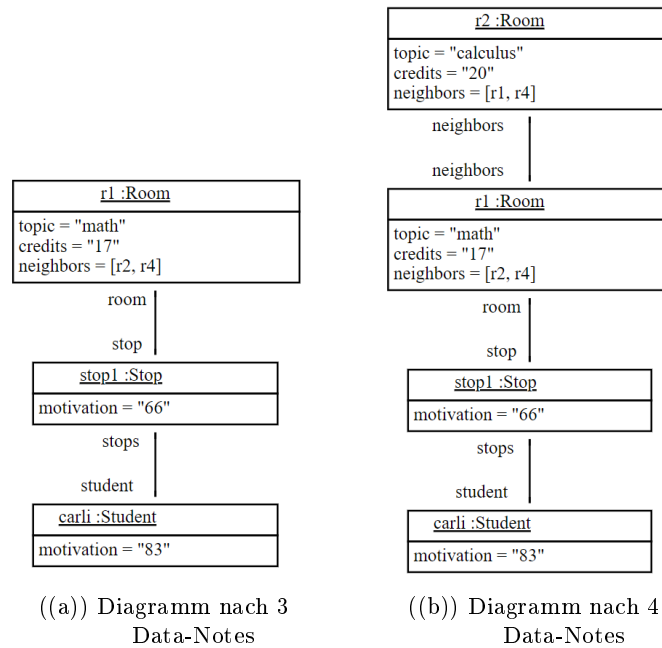 r1 :Room
topic = "math"
credits = "17"
neighbors = [r2, r4]
room
stop
stop1 :Stop
motivation = "66"
stops
student
carli :Student
motivation = "83"
((a)) Diagramm nach 3
Data-Notes
r2 :Room
topic = "calculus"
credits = "20"
neighbors = [r1, r4]
neighbors
neighbors
r1 :Room
topic = "math"
credits = "17"
neighbors = [r2, r4]
room
stop
stop1 :Stop
motivation = "66"
stops
student
carli :Student
motivation = "83"
((b)) Diagramm nach 4
Data-Notes